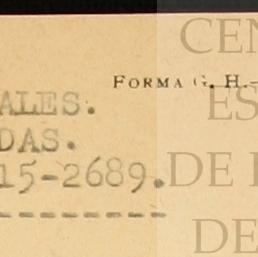 FORMA G. H.-
ALES.
DAS.
15-2689.
----------
CEN
ES
DE
DE